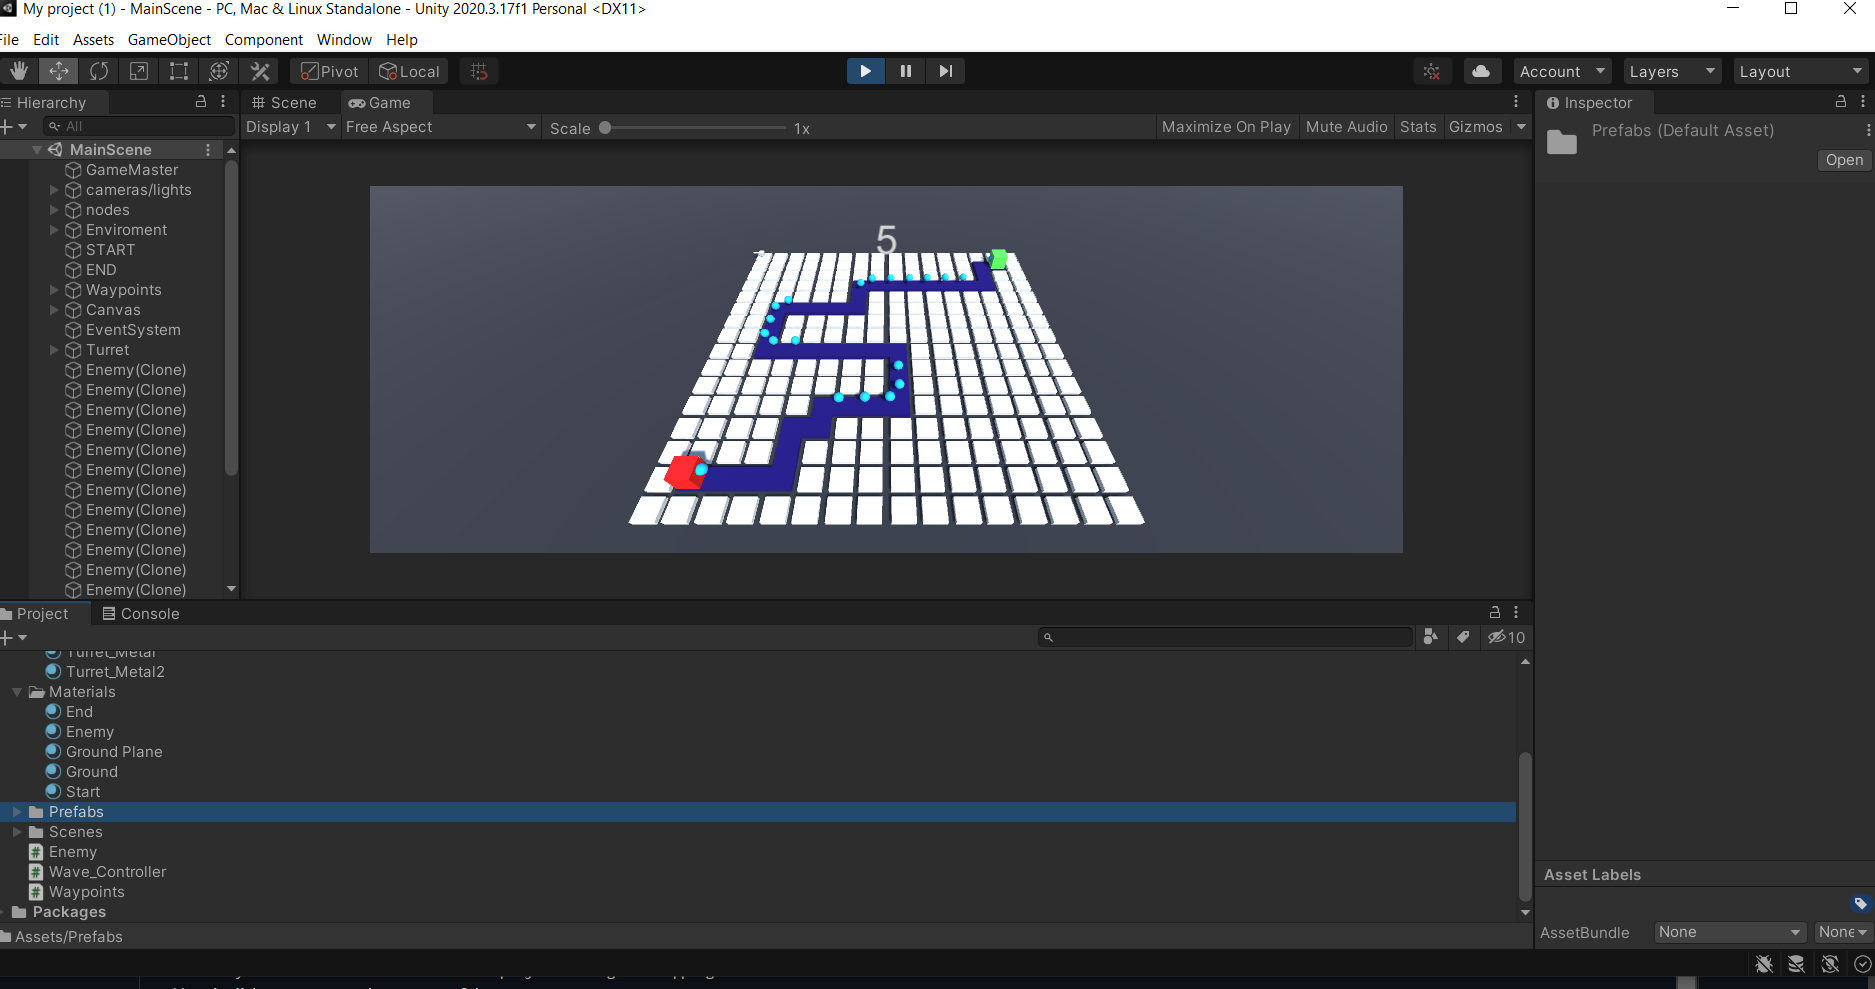 My project (1) - MainScene - PC, Mac & Linux Standalone - Unity 2020.3.17f1 Personal <DX11>
File Edit Assets GameObject Component Window Help
Pivot Local Account Layers Layout
Hierarchy Scene Game Inspector
All Display 1 Free Aspect Scale 1x Maximize On Play Mute Audio Stats Gizmos Prefabs (Default Asset)
Open
MainScene
GameMaster
cameras/lights
nodes
Enviroment
START
END
Waypoints
Canvas
EventSystem
Turret
Enemy(Clone)
Enemy(Clone)
Enemy(Clone)
Enemy(Clone)
Enemy(Clone)
Enemy(Clone)
Enemy(Clone)
Enemy(Clone)
Enemy(Clone)
Enemy(Clone)
Enemy(Clone)
Enemy(Clone)
5
Project Console
10
Turret_Metal
Turret_Metal2
Materials
End
Enemy
Ground Plane
Ground
Start
Prefabs
Scenes
Enemy
Wave_Controller
Waypoints
Packages
Assets/Prefabs
Asset Labels
AssetBundle None None